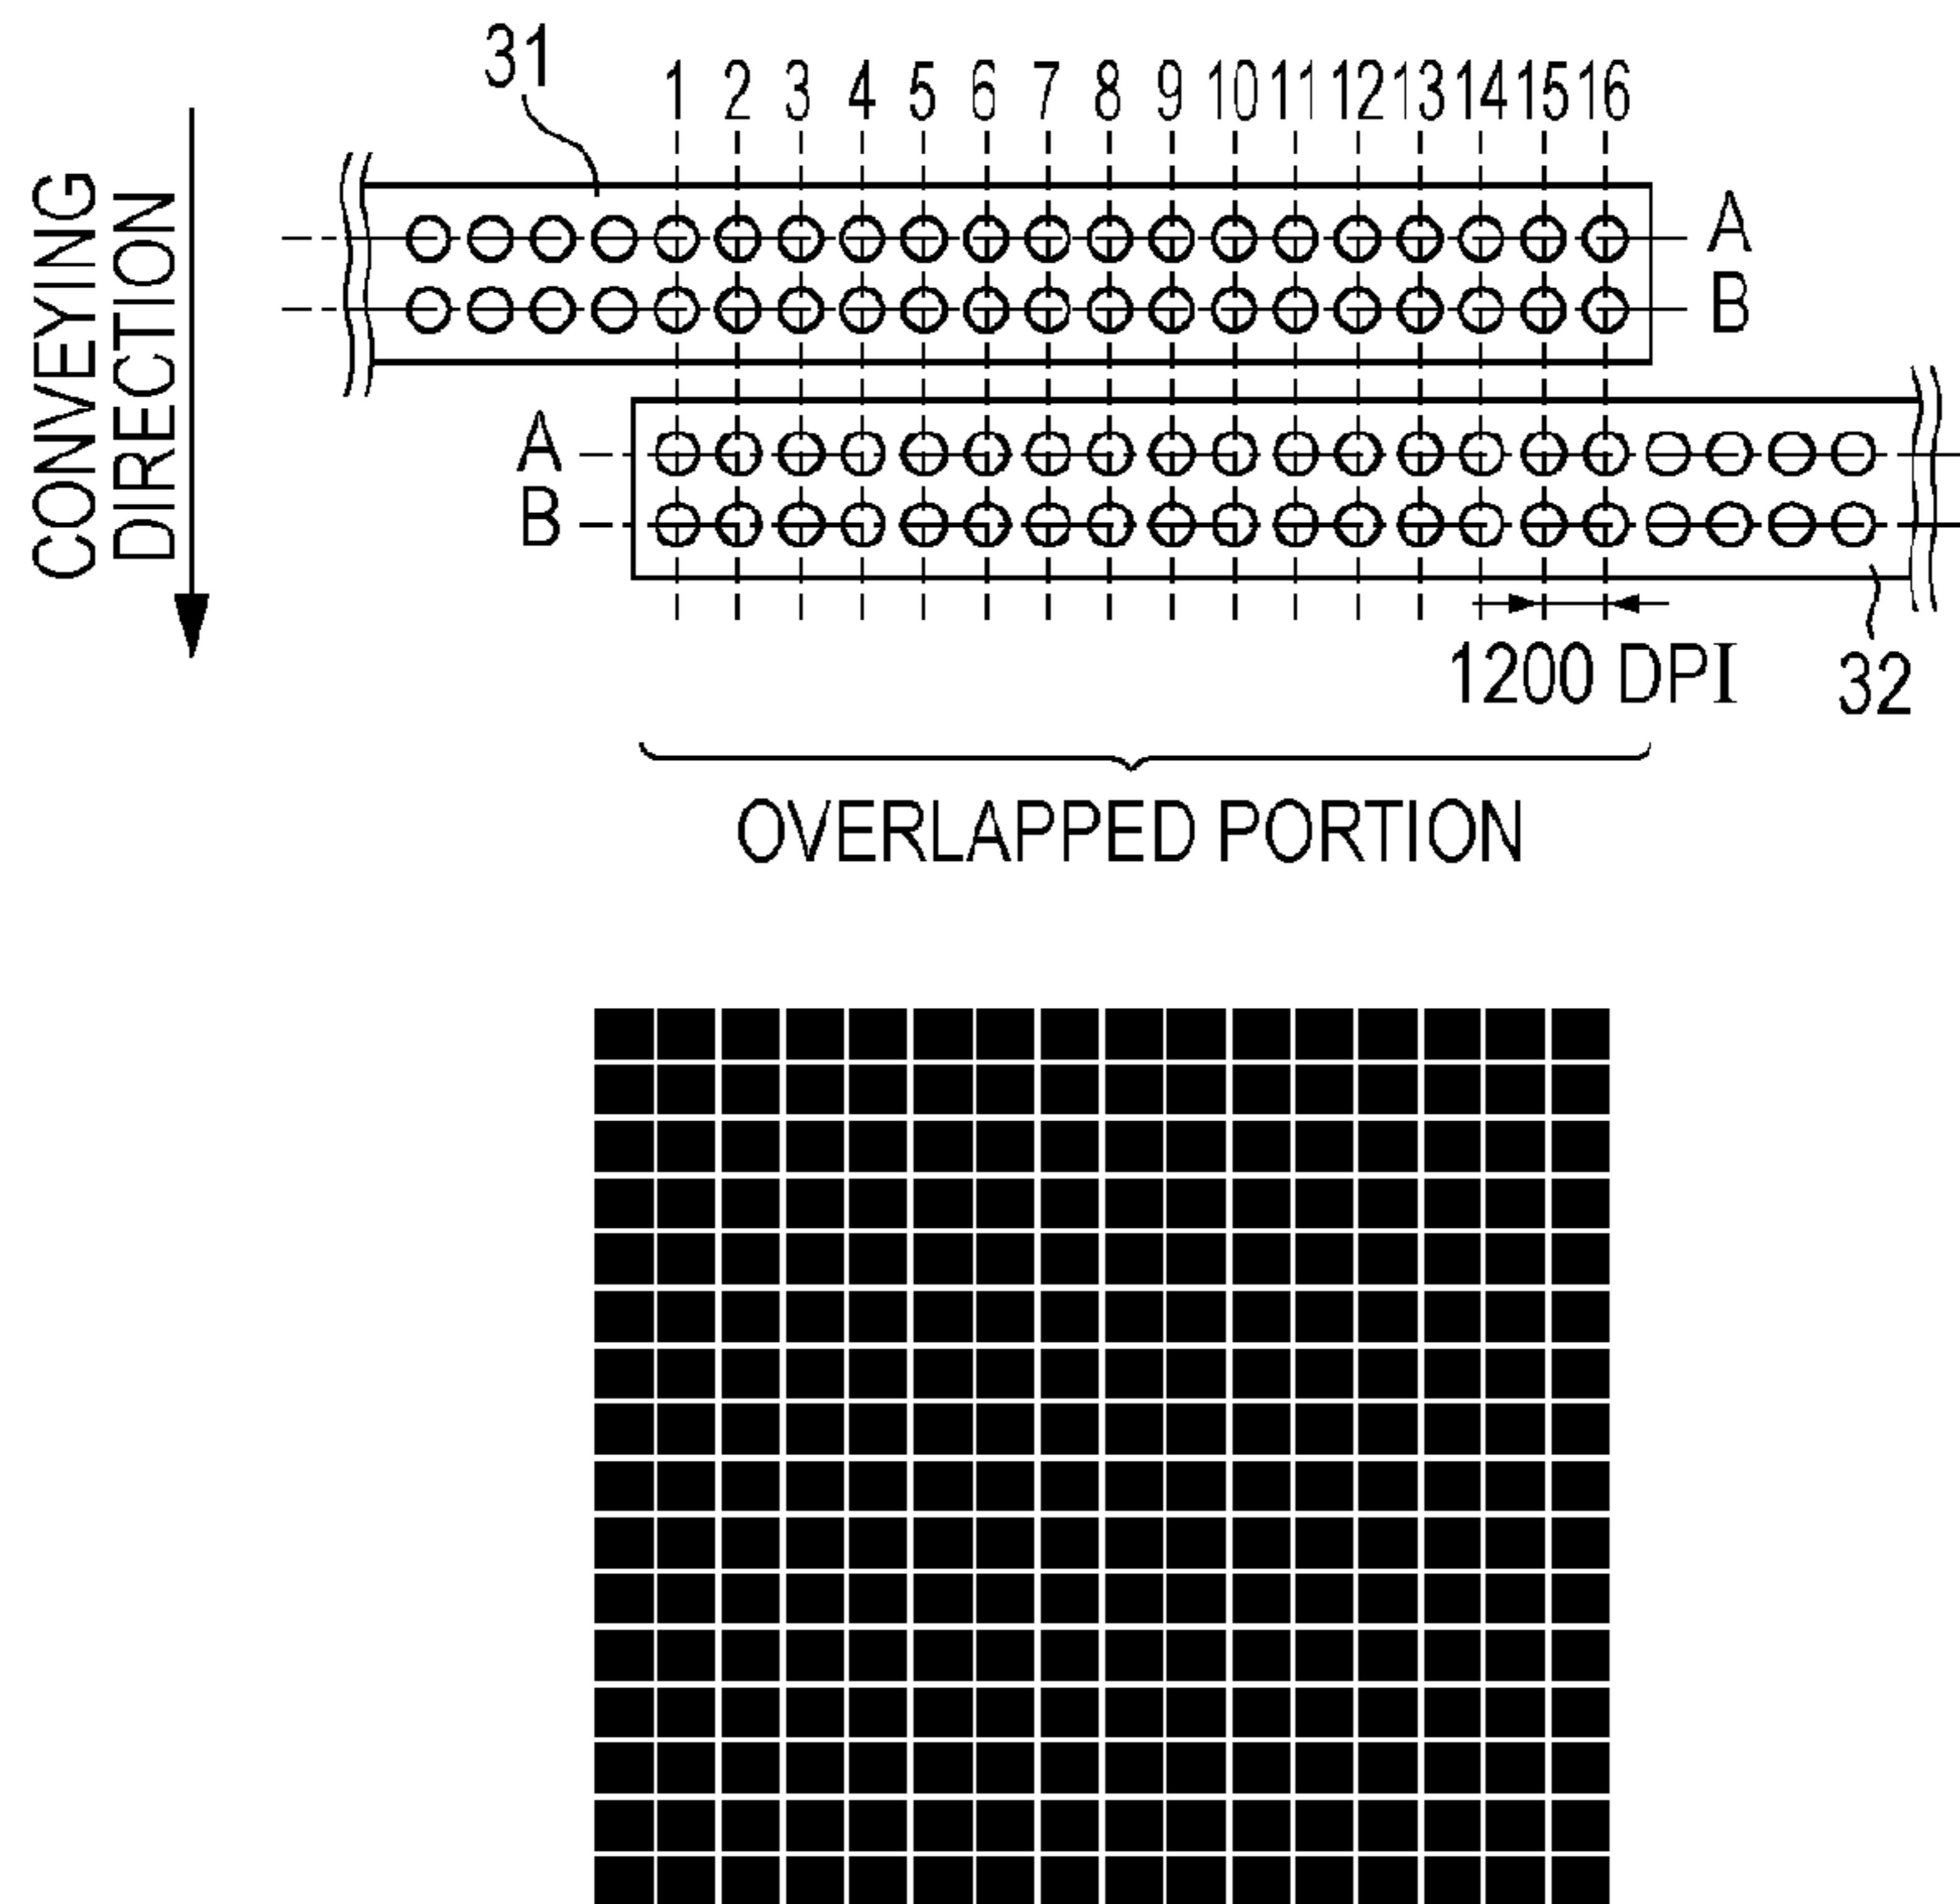 31
1 2 3 4 5 6 7 8 9 10 11 12 13 14 15 16
CONVEYING
DIRECTION
A
B
A
B
1200 DPI
32
OVERLAPPED PORTION